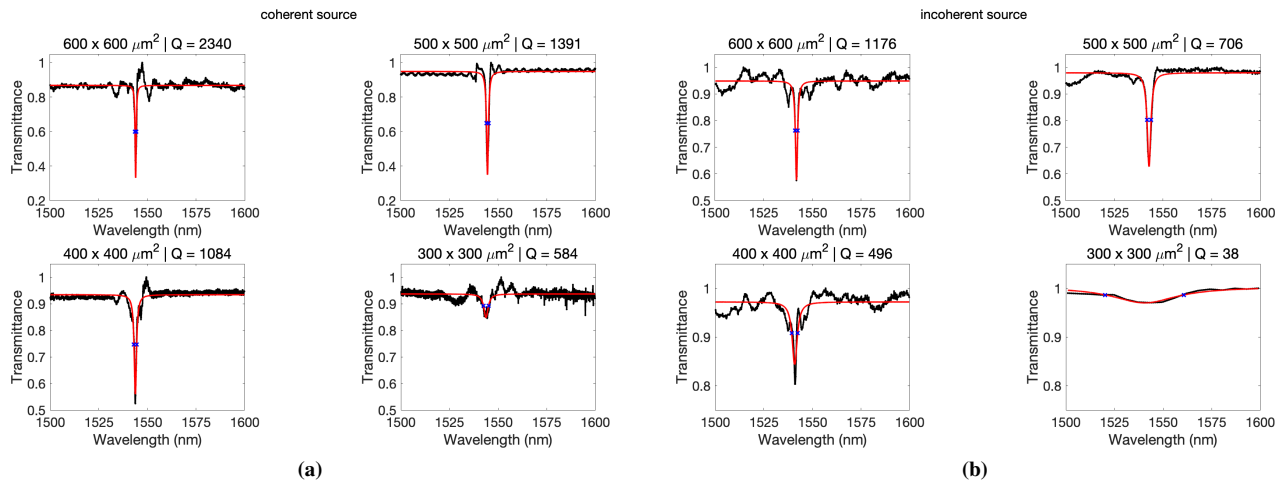 coherent source
incoherent source
600 x 600 μm² | Q = 2340
500 x 500 μm² | Q = 1391
600 x 600 μm² | Q = 1176
500 x 500 μm² | Q = 706
Transmittance
1
0.8
0.6
0.4
0.2
1500 1525 1550 1575 1600
Wavelength (nm)
Transmittance
1
0.8
0.6
0.4
0.2
1500 1525 1550 1575 1600
Wavelength (nm)
Transmittance
1
0.9
0.8
0.7
0.6
0.5
1500 1525 1550 1575 1600
Wavelength (nm)
Transmittance
1
0.9
0.8
0.7
0.6
0.5
1500 1525 1550 1575 1600
Wavelength (nm)
400 x 400 μm² | Q = 1084
300 x 300 μm² | Q = 584
400 x 400 μm² | Q = 496
300 x 300 μm² | Q = 38
Transmittance
1
0.9
0.8
0.7
0.6
0.5
1500 1525 1550 1575 1600
Wavelength (nm)
Transmittance
1
0.9
0.8
0.7
0.6
0.5
1500 1525 1550 1575 1600
Wavelength (nm)
Transmittance
1
0.9
0.8
1500 1525 1550 1575 1600
Wavelength (nm)
Transmittance
1
0.9
0.8
1500 1525 1550 1575 1600
Wavelength (nm)
(a)
(b)